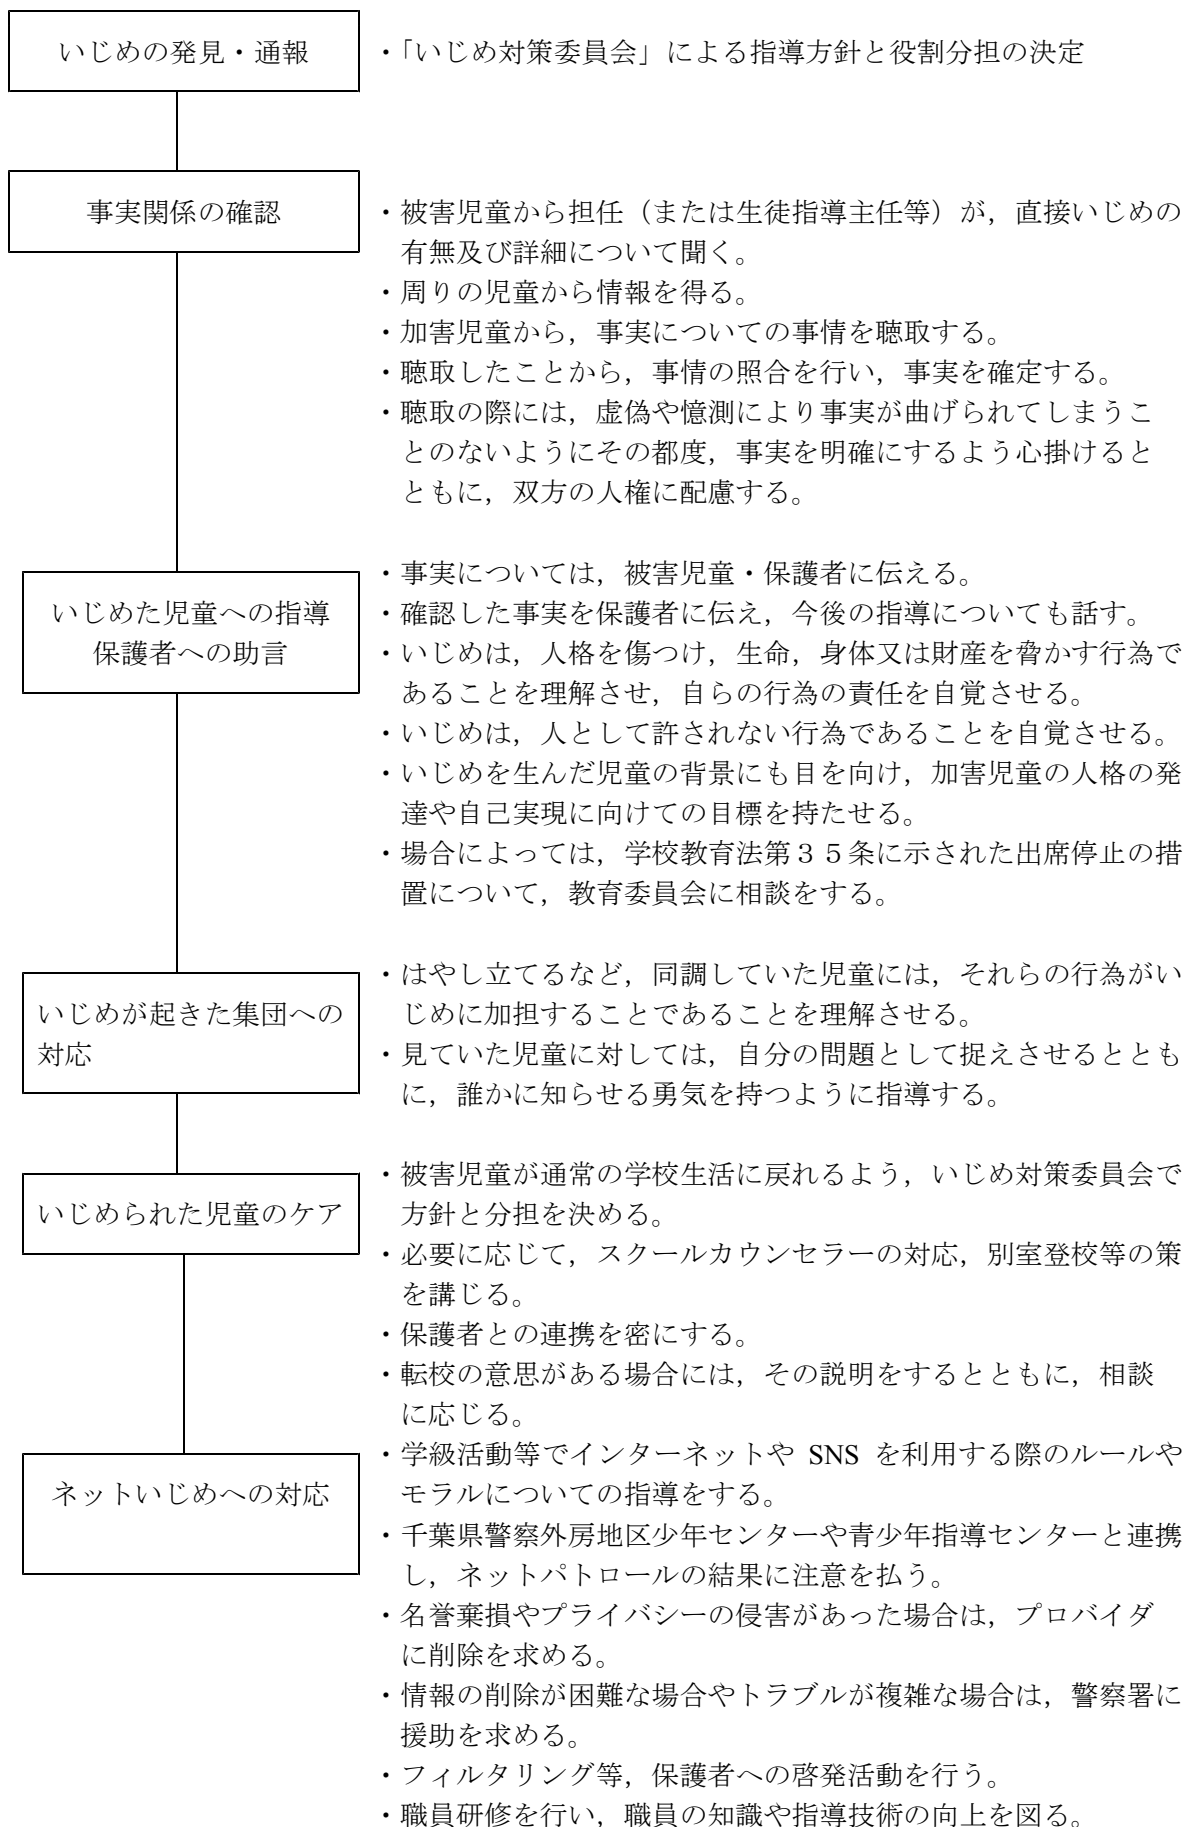 いじめの発見・通報
・「いじめ対策委員会」による指導方針と役割分担の決定
事実関係の確認
・被害児童から担任（または生徒指導主任等）が，直接いじめの
有無及び詳細について聞く。
・周りの児童から情報を得る。
・加害児童から，事実についての事情を聴取する。
・聴取したことから，事情の照合を行い，事実を確定する。
・聴取の際には，虚偽や憶測により事実が曲げられてしまうこ
とのないようにその都度，事実を明確にするよう心掛けると
ともに，双方の人権に配慮する。
いじめた児童への指導
保護者への助言
・事実については，被害児童・保護者に伝える。
・確認した事実を保護者に伝え，今後の指導についても話す。
・いじめは，人格を傷つけ，生命，身体又は財産を脅かす行為で
あることを理解させ，自らの行為の責任を自覚させる。
・いじめは，人として許されない行為であることを自覚させる。
・いじめを生んだ児童の背景にも目を向け，加害児童の人格の発
達や自己実現に向けての目標を持たせる。
・場合によっては，学校教育法第３５条に示された出席停止の措
置について，教育委員会に相談をする。
いじめが起きた集団への
対応
・はやし立てるなど，同調していた児童には，それらの行為がい
じめに加担することであることを理解させる。
・見ていた児童に対しては，自分の問題として捉えさせるととも
に，誰かに知らせる勇気を持つように指導する。
いじめられた児童のケア
・被害児童が通常の学校生活に戻れるよう，いじめ対策委員会で
方針と分担を決める。
・必要に応じて，スクールカウンセラーの対応，別室登校等の策
を講じる。
・保護者との連携を密にする。
・転校の意思がある場合には，その説明をするとともに，相談
に応じる。
ネットいじめへの対応
・学級活動等でインターネットや SNS を利用する際のルールや
モラルについての指導をする。
・千葉県警察外房地区少年センターや青少年指導センターと連携
し，ネットパトロールの結果に注意を払う。
・名誉棄損やプライバシーの侵害があった場合は，プロバイダ
に削除を求める。
・情報の削除が困難な場合やトラブルが複雑な場合は，警察署に
援助を求める。
・フィルタリング等，保護者への啓発活動を行う。
・職員研修を行い，職員の知識や指導技術の向上を図る。